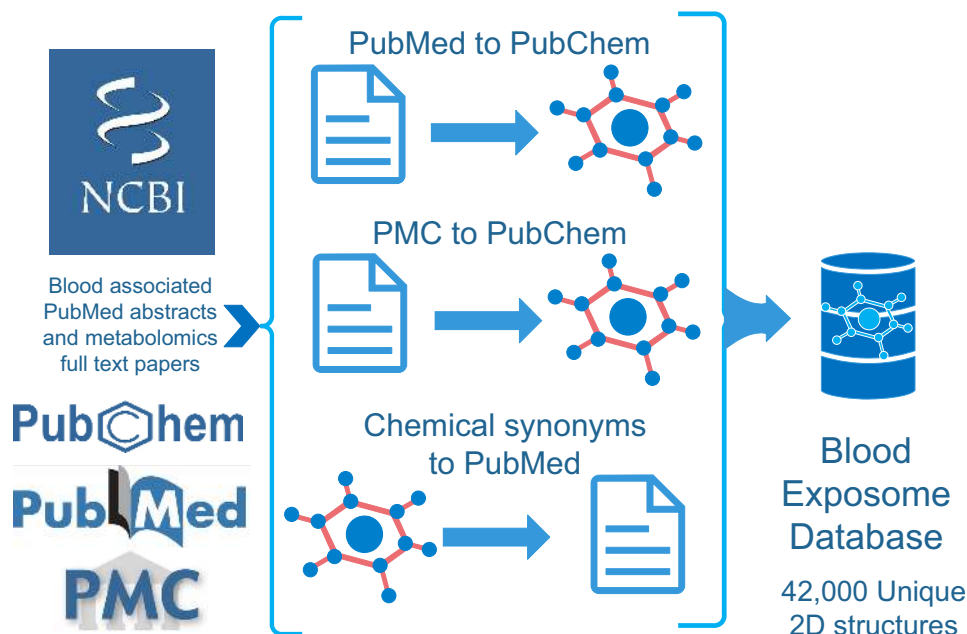 NCBI
Blood associated
PubMed abstracts
and metabolomics
full text papers
PubChem
PubMed
PMC
PubMed to PubChem
PMC to PubChem
Chemical synonyms
to PubMed
Blood
Exposome
Database
42,000 Unique
2D structures